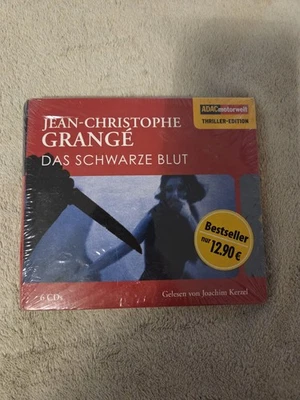 ADACmotorwelt
THRILLER-EDITION
JEAN-CHRISTOPHE
GRANGÉ
DAS SCHWARZE BLUT
Bestseller
nur 12.90 €
6 CDs
Gelesen von Joachim Kerzel